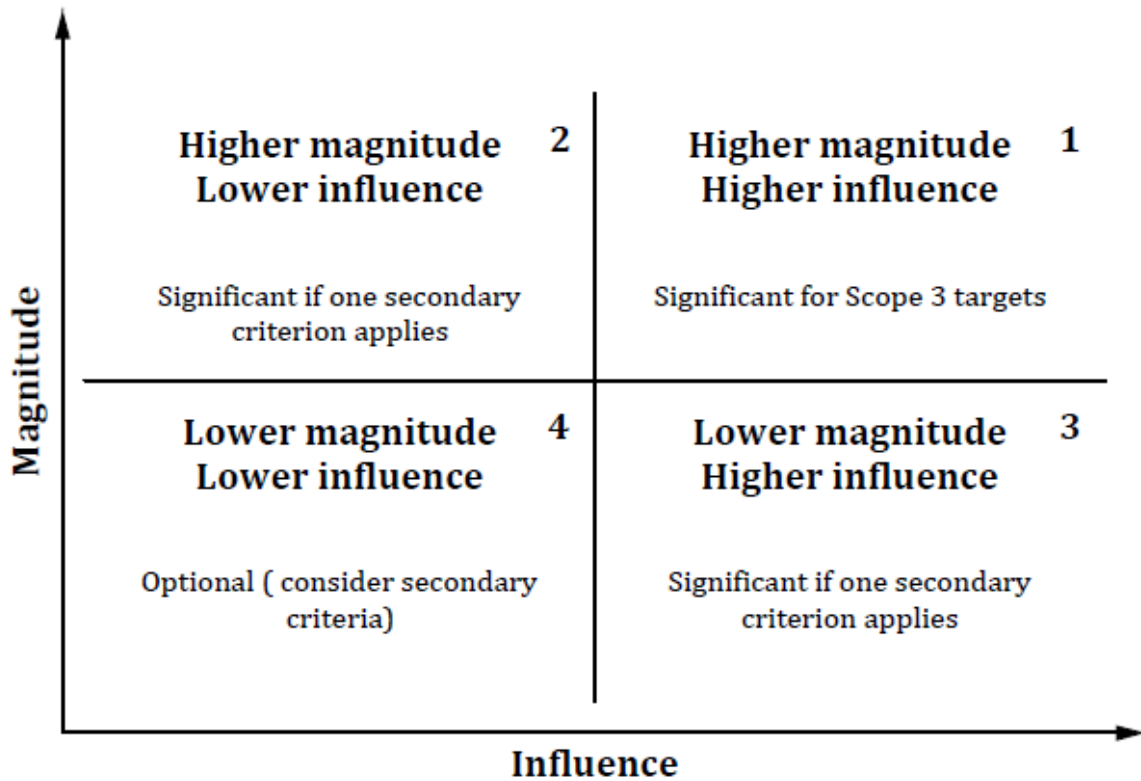 Magnitude
Higher magnitude 2
Lower influence
Significant if one secondary
criterion applies
Higher magnitude 1
Higher influence
Significant for Scope 3 targets
Lower magnitude 4
Lower influence
Optional ( consider secondary
criteria)
Lower magnitude 3
Higher influence
Significant if one secondary
criterion applies
Influence